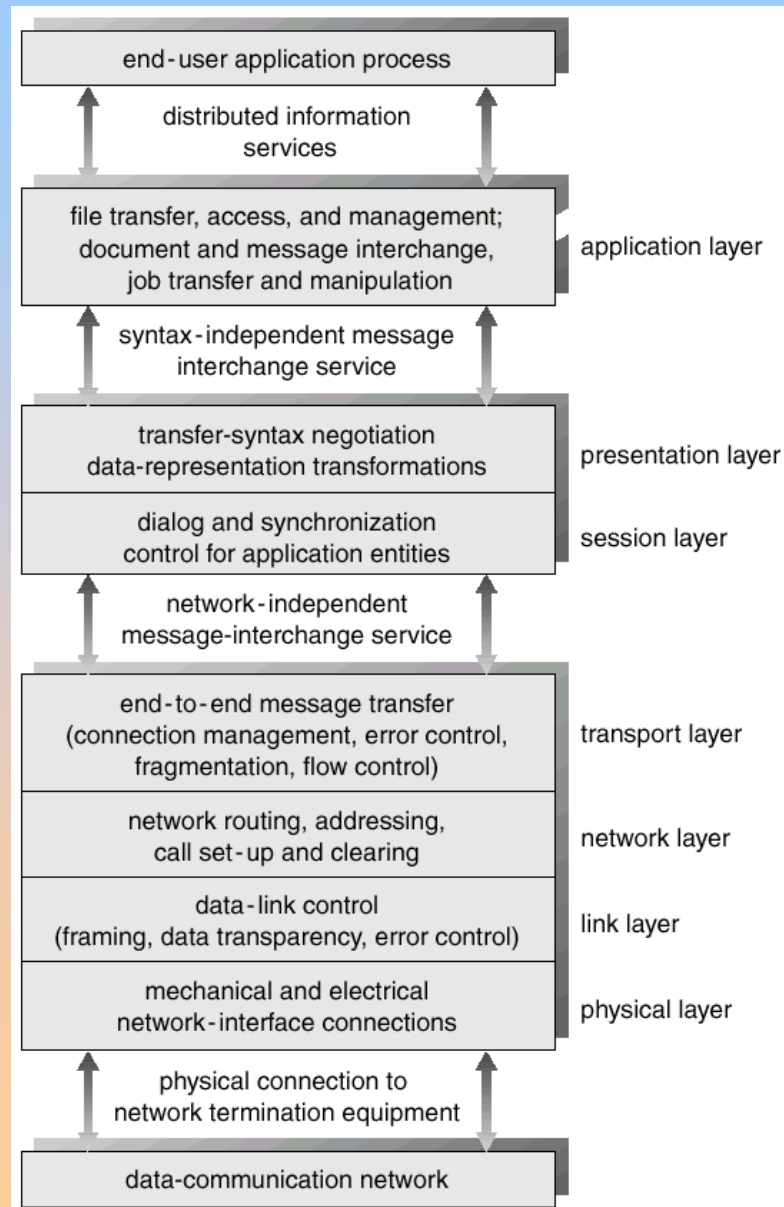 end-user application process
distributed information
services
file transfer, access, and management;
document and message interchange,
job transfer and manipulation
application layer
syntax-independent message
interchange service
transfer-syntax negotiation
data-representation transformations
presentation layer
dialog and synchronization
control for application entities
session layer
network-independent
message-interchange service
end-to-end message transfer
(connection management, error control,
fragmentation, flow control)
transport layer
network routing, addressing,
call set-up and clearing
network layer
data-link control
(framing, data transparency, error control)
link layer
mechanical and electrical
network-interface connections
physical layer
physical connection to
network termination equipment
data-communication network